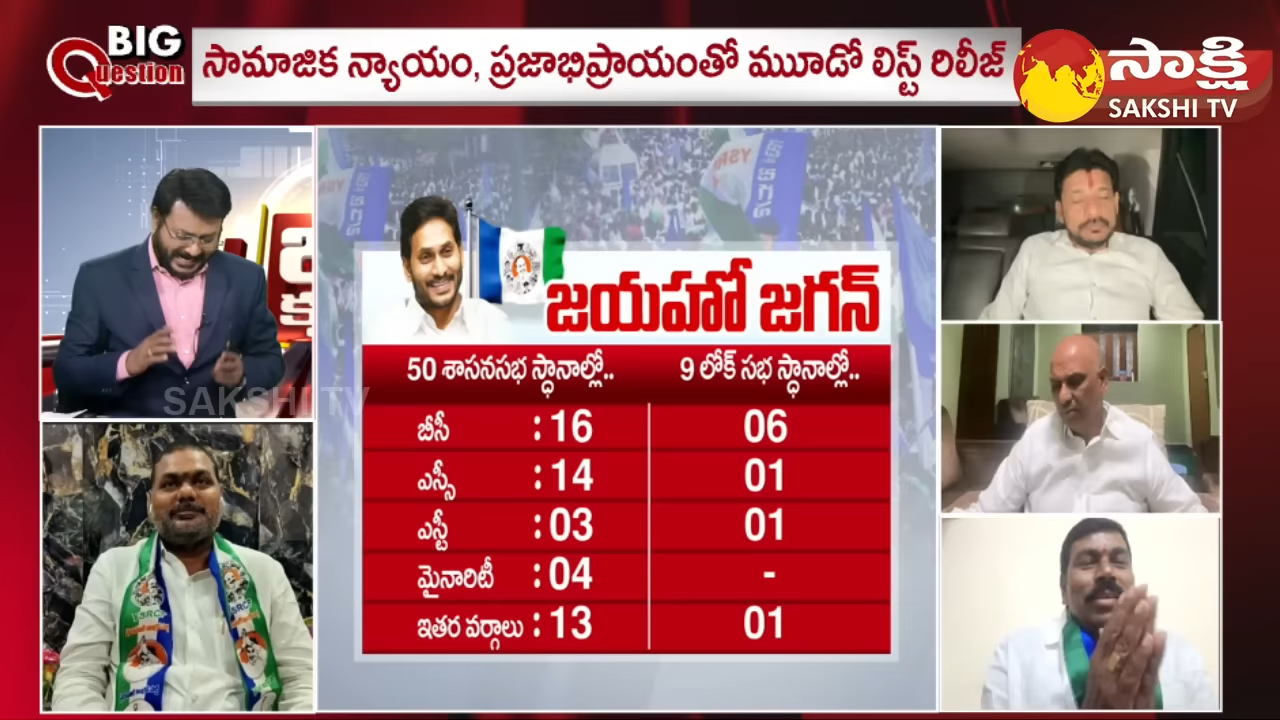 BIG
Question
సామాజిక న్యాయం, ప్రజాభిప్రాయంతో మూడో లిస్ట్ రిలీజ్
సాక్షి
SAKSHI TV
SAKSHI TV
జయహో జగన్
50 శాసనసభ స్థానాల్లో.. 9 లోక్ సభ స్థానాల్లో..
బీసీ : 16 06
ఎస్సీ : 14 01
ఎస్టీ : 03 01
మైనారిటీ : 04 -
ఇతర వర్గాలు : 13 01